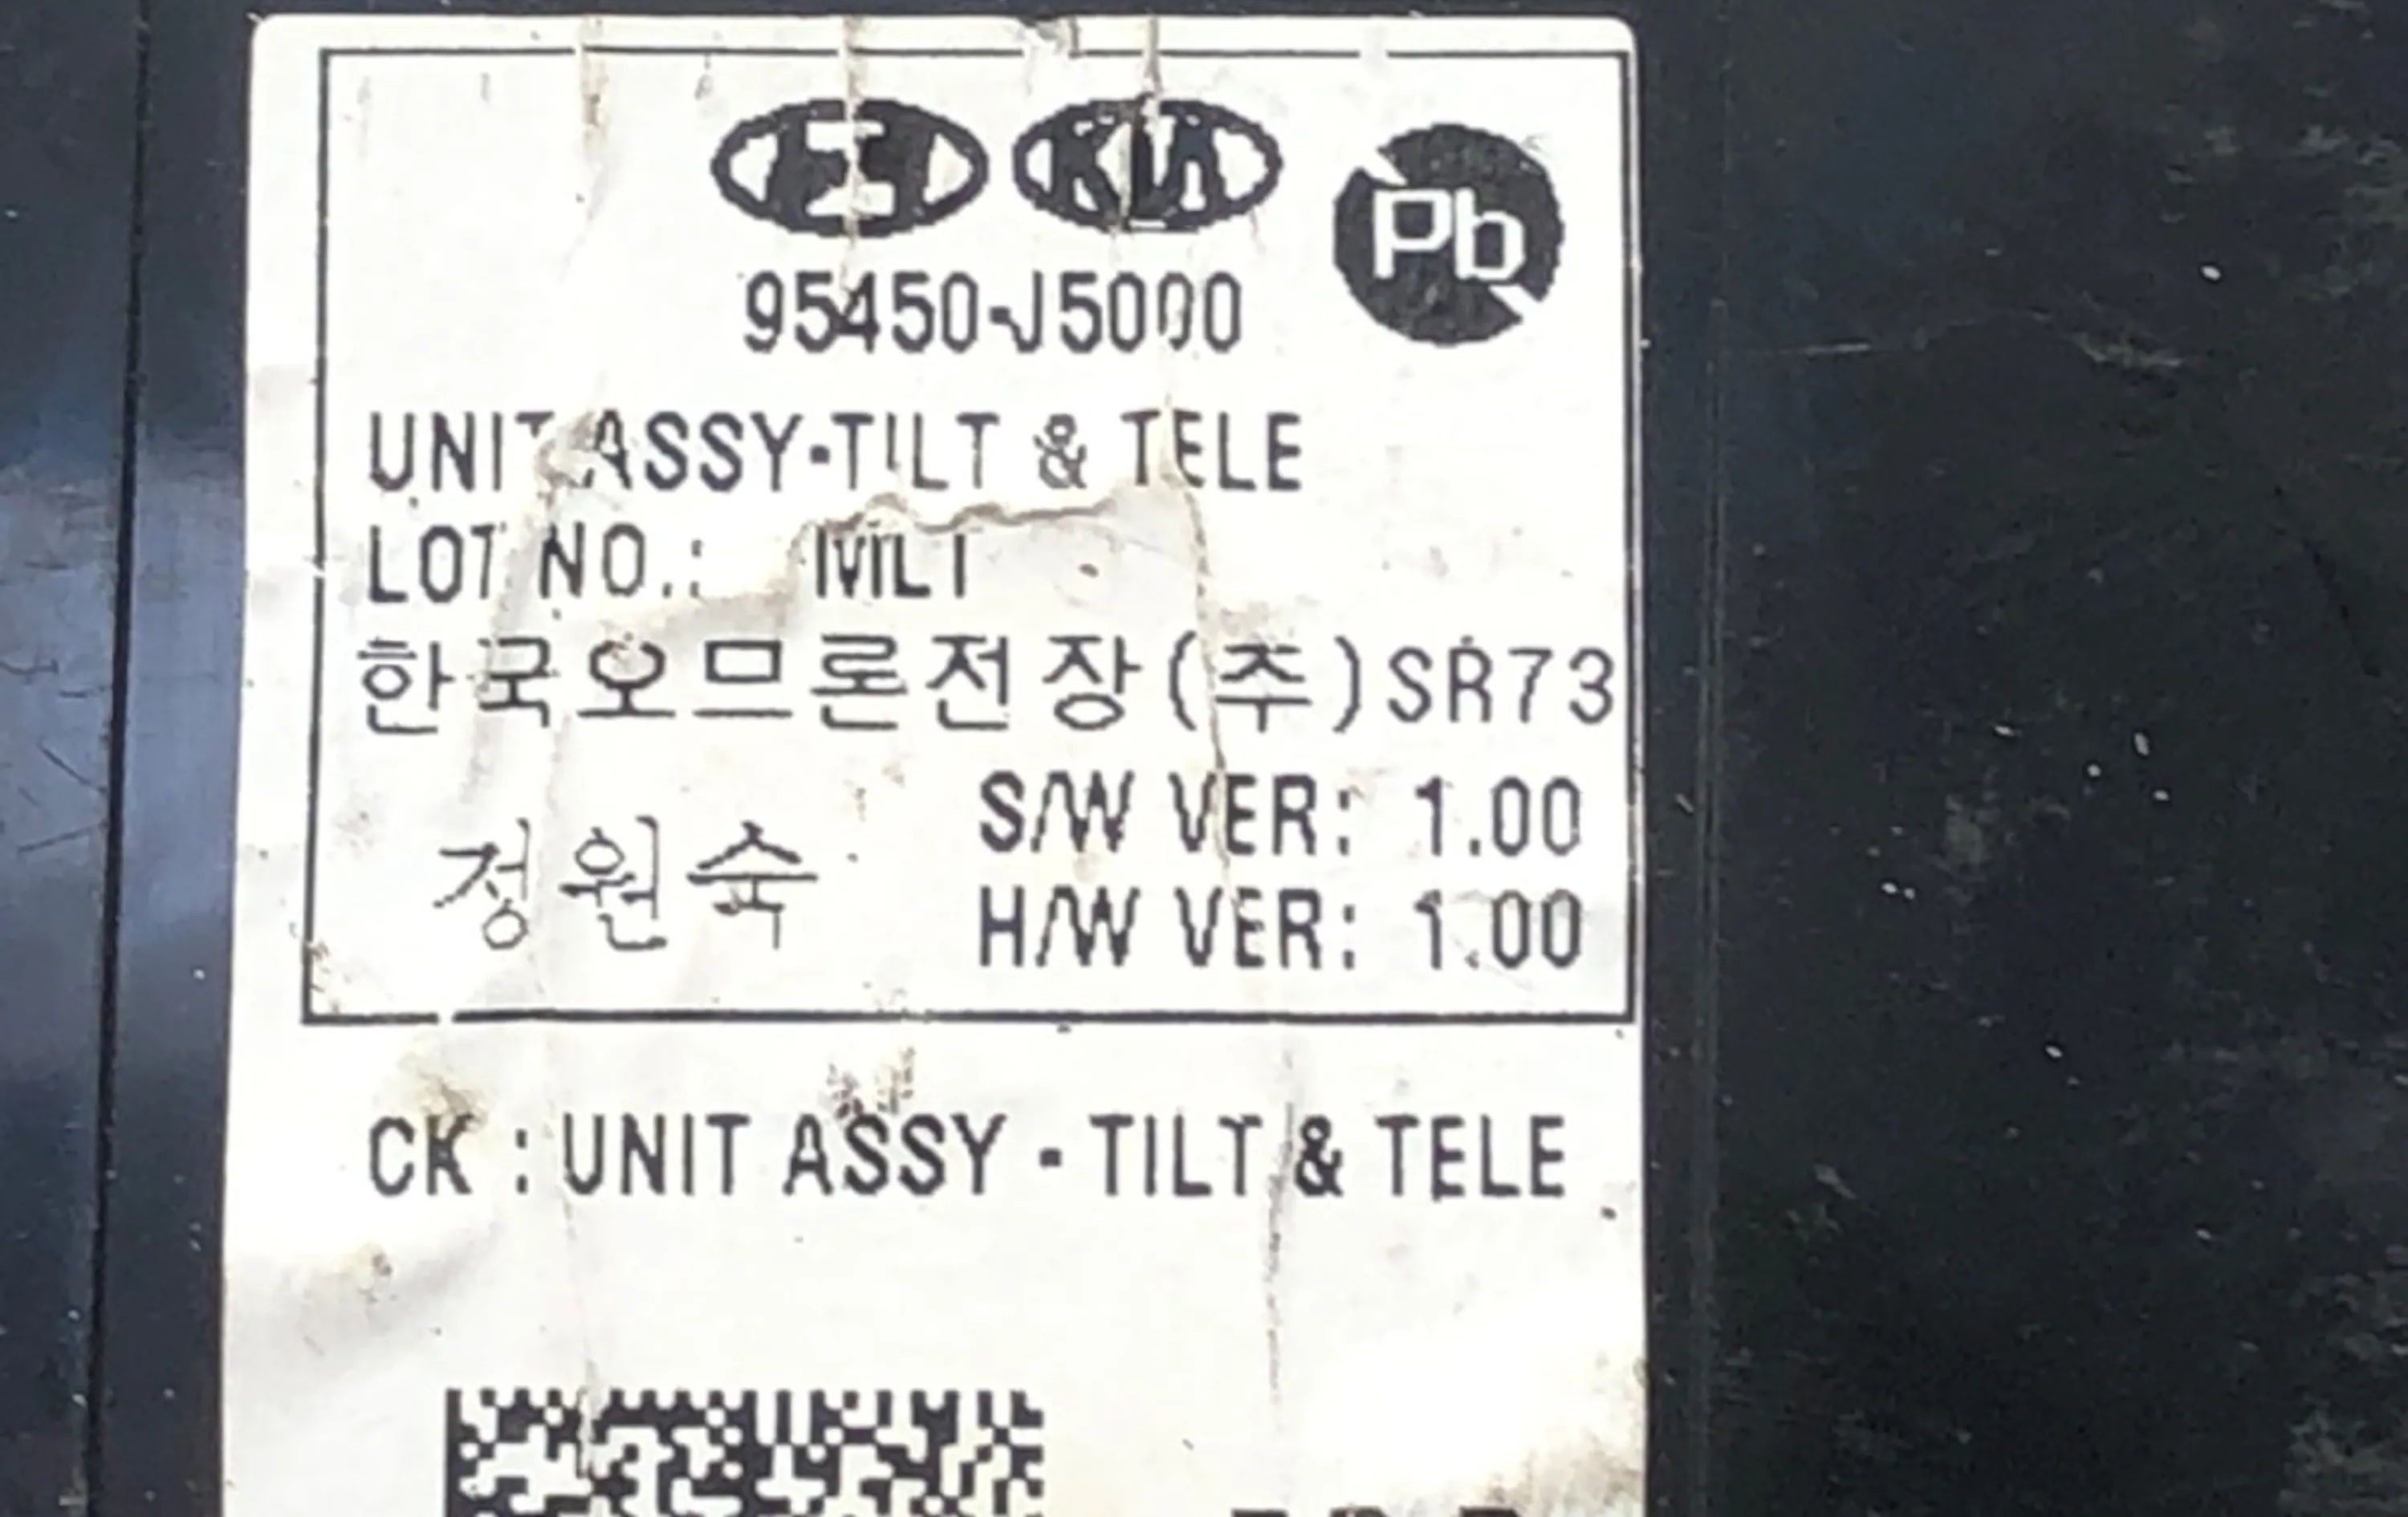 KIA
Pb
95450-J5000
UNIT ASSY-TILT & TELE
LOT NO.: MLT
한국오므론전장(주)SR73
정원숙
S/W VER: 1.00
H/W VER: 1.00
CK : UNIT ASSY - TILT & TELE